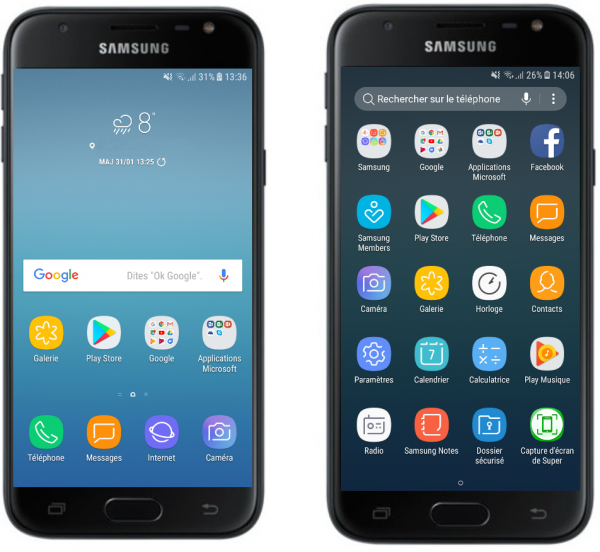 SAMSUNG
31% 13:36
8°
MAJ 31/01 13:25
Google Dites "Ok Google".
Galerie Play Store Google Applications
Microsoft
Téléphone Messages Internet Caméra
SAMSUNG
26% 14:06
Rechercher sur le téléphone
Samsung Google Applications
Microsoft Facebook
Samsung
Members Play Store Téléphone Messages
Caméra Galerie Horloge Contacts
7
Paramètres Calendrier Calculatrice Play Musique
Radio Samsung Notes Dossier
sécurisé Capture d'écran
de Super